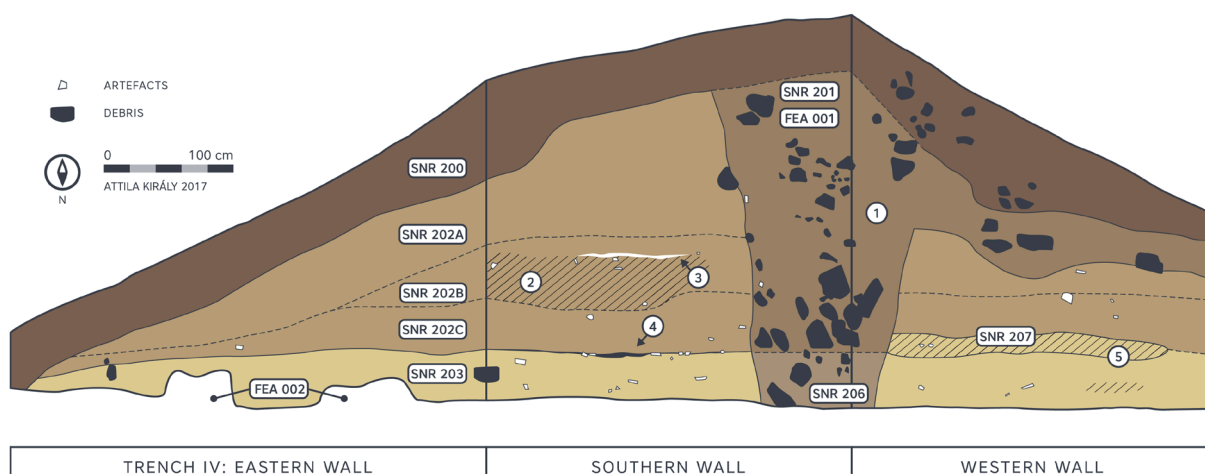 ARTEFACTS
DEBRIS
0 100 cm
N
ATTILA KIRÁLY 2017
SNR 201
FEA 001
SNR 200
1
SNR 202A
2
3
SNR 202B
4
SNR 202C
SNR 207
5
SNR 203
FEA 002
SNR 206
TRENCH IV: EASTERN WALL
SOUTHERN WALL
WESTERN WALL